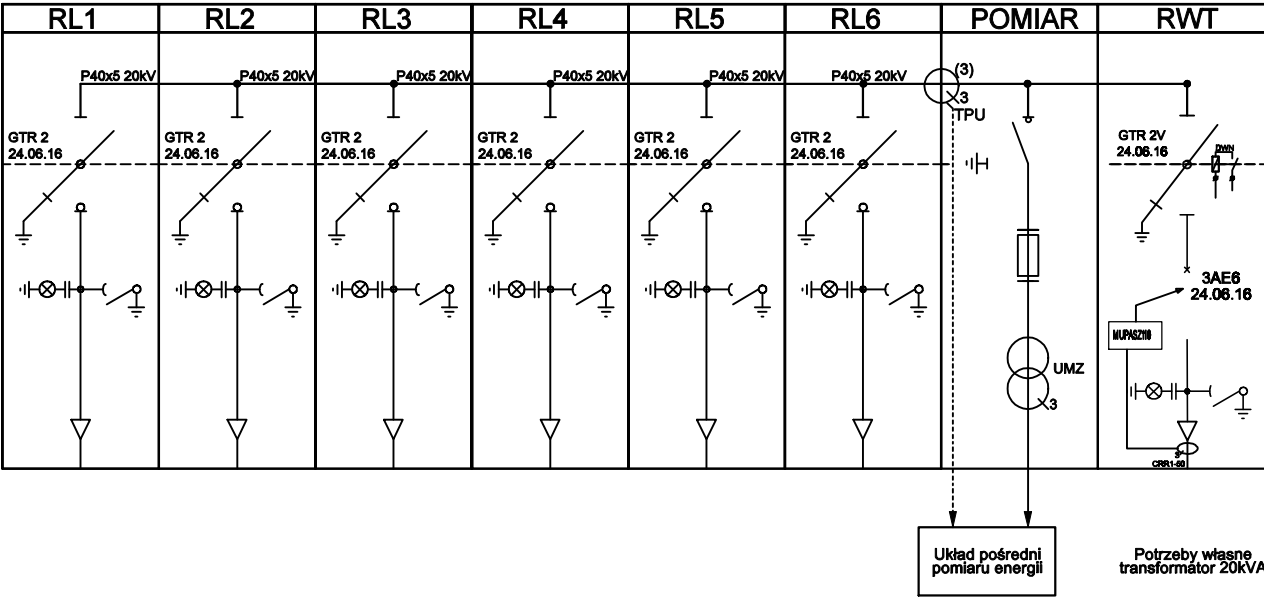 RL1 RL2 RL3 RL4 RL5 RL6 POMIAR RWT
P40x5 20kV P40x5 20kV P40x5 20kV P40x5 20kV P40x5 20kV P40x5 20kV (3)
3
TPU
GTR 2 GTR 2 GTR 2 GTR 2 GTR 2 GTR 2 GTR 2V
24.06.16 24.06.16 24.06.16 24.06.16 24.06.16 24.06.16 24.06.16
DWN
3AE6
24.06.16
MUPASZ110
UMZ
3
3
CRR1-50
Układ pośredni
pomiaru energii
Potrzeby własne
transformator 20kVA